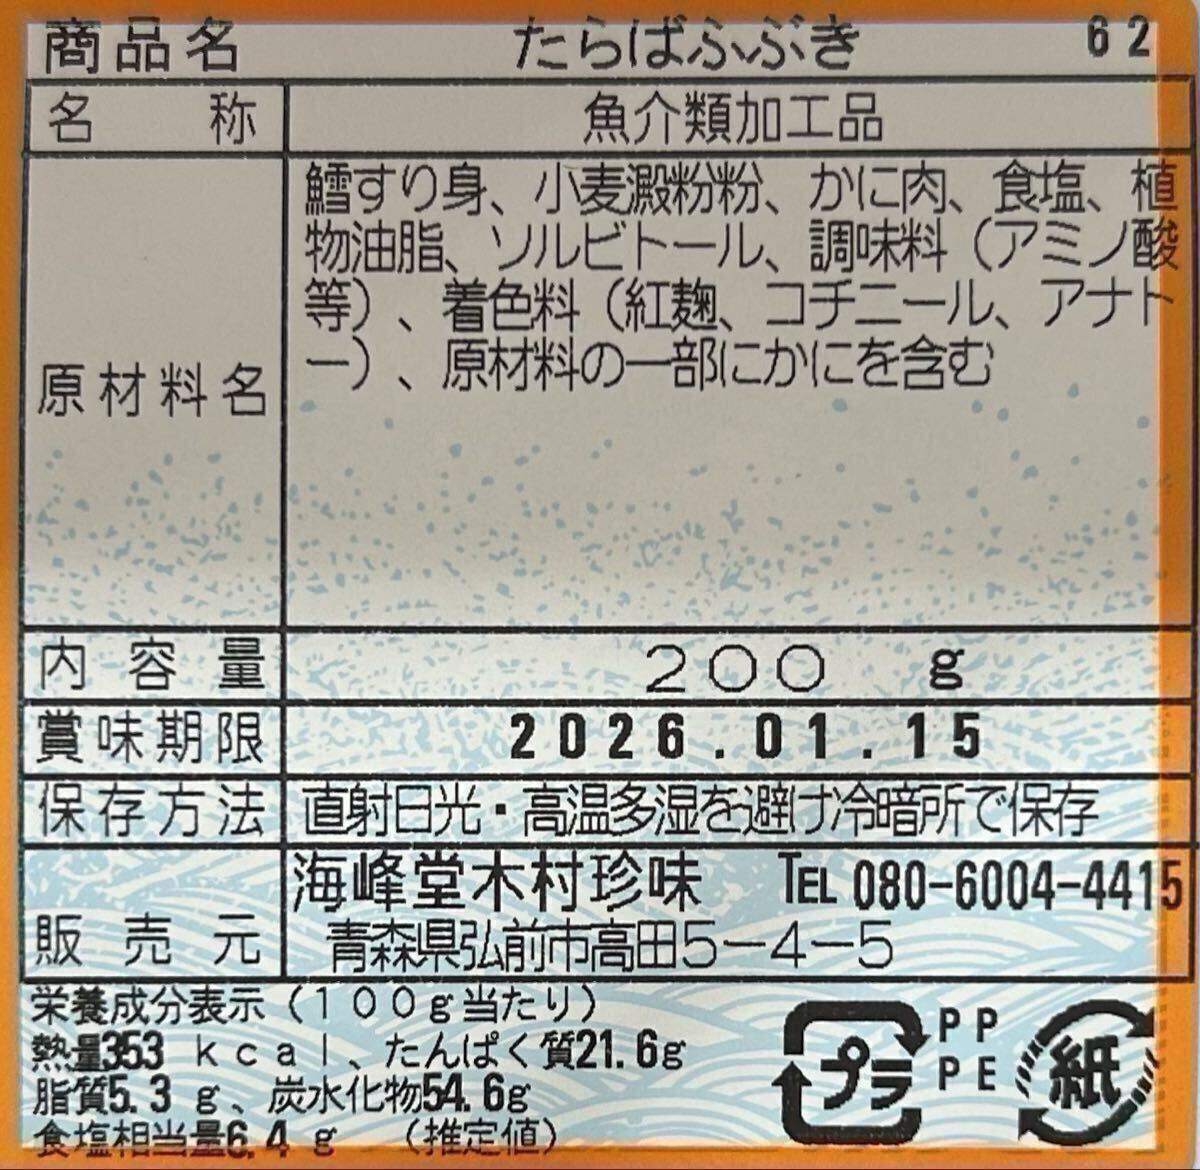 商品名 たらばふぶき 62
名称 魚介類加工品
原材料名 鱈すり身、小麦澱粉粉、かに肉、食塩、植
物油脂、ソルビトール、調味料（アミノ酸
等）、着色料（紅麹、コチニール、アナト
ー）、原材料の一部にかにを含む
内容量 200 g
賞味期限 2026.01.15
保存方法 直射日光・高温多湿を避け冷暗所で保存
販売元 海峰堂木村珍味 TEL 080-6004-4415
青森県弘前市高田5-4-5
栄養成分表示（100g当たり）
熱量353 kcal、たんぱく質21.6g
脂質5.3 g、炭水化物54.6g
食塩相当量6.4 g （推定値）
プラ PP
PE
紙